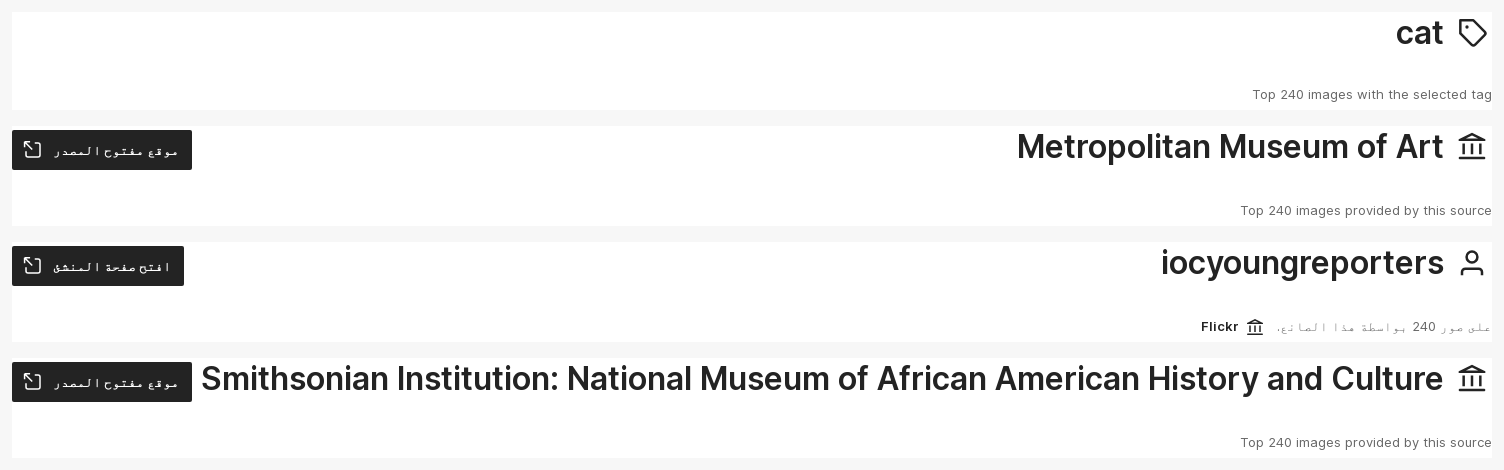 cat
Top 240 images with the selected tag
Metropolitan Museum of Art
موقع مفتوح المصدر
Top 240 images provided by this source
iocyoungreporters
افتح صفحة المنشئ
على صور 240 بواسطة هذا الصانع.
Flickr
Smithsonian Institution: National Museum of African American History and Culture
موقع مفتوح المصدر
Top 240 images provided by this source